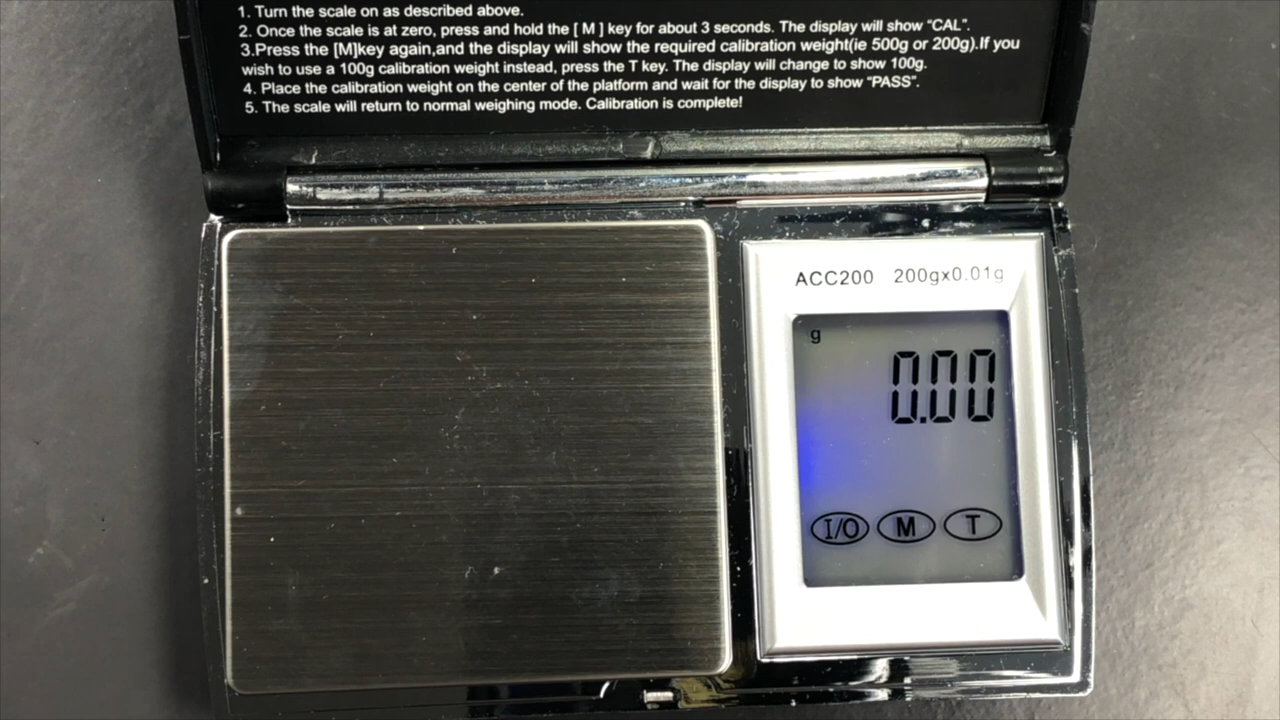 1. Turn the scale on as described above.
2. Once the scale is at zero, press and hold the [ M ] key for about 3 seconds. The display will show “CAL”.
3.Press the [M]key again,and the display will show the required calibration weight(ie 500g or 200g).If you
wish to use a 100g calibration weight instead, press the T key. The display will change to show 100g.
4. Place the calibration weight on the center of the platform and wait for the display to show “PASS”.
5. The scale will return to normal weighing mode. Calibration is complete!
ACC200 200gx0.01g
g
0.00
I/O M T